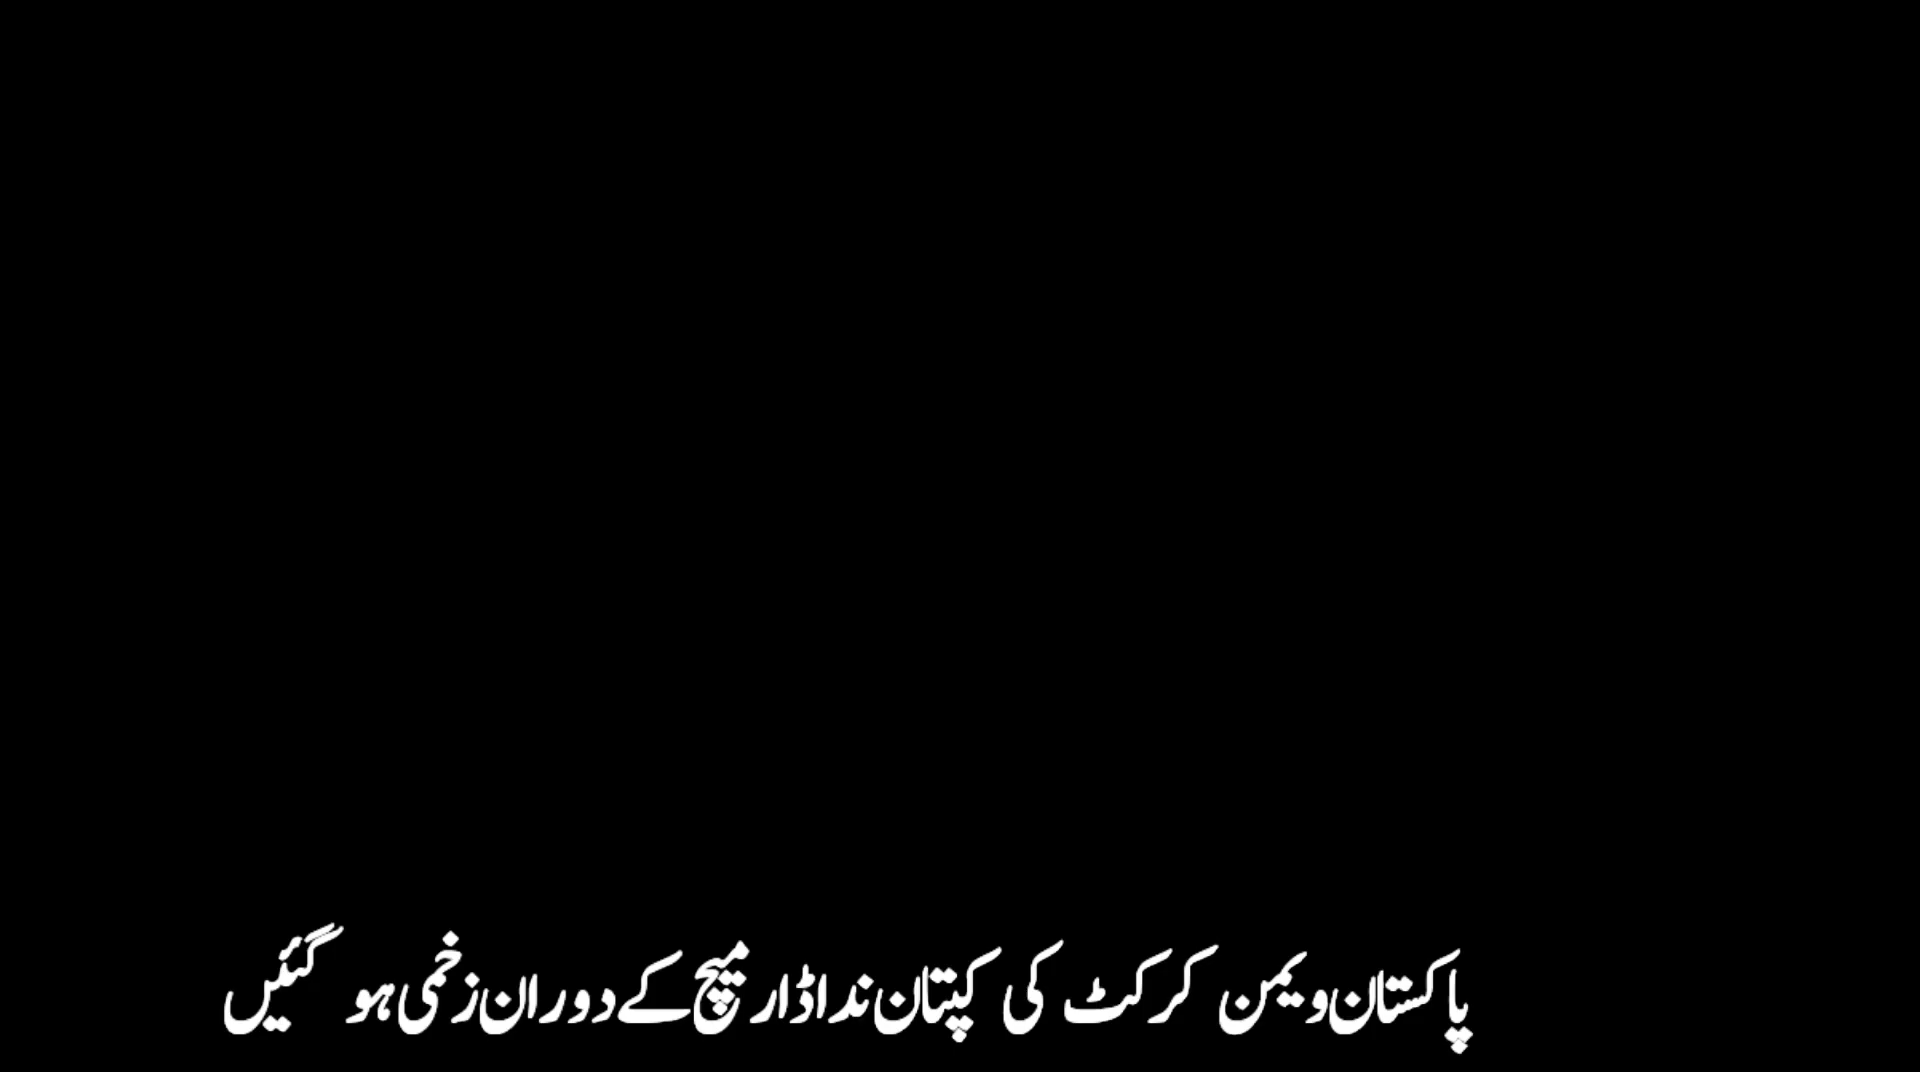 پاکستان ویمن کرکٹ کی کپتان ندا ڈار میچ کے دوران زخمی ہو گئیں